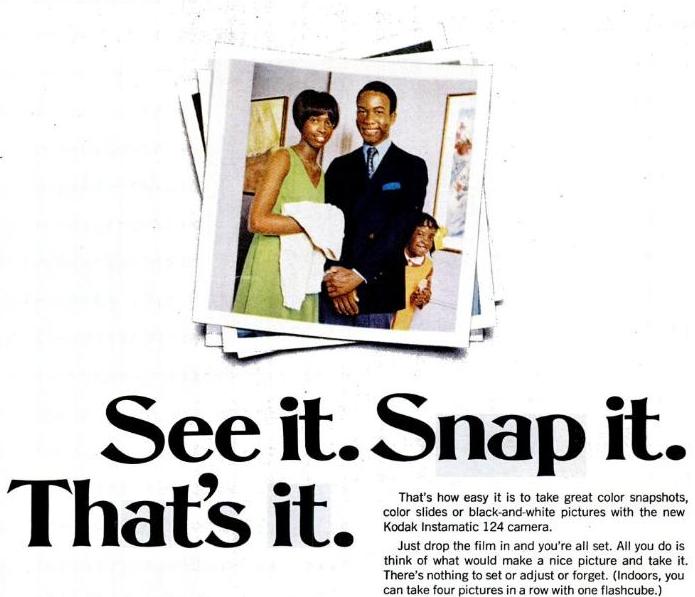 See it. Snap it.
That's it.
That's how easy it is to take great color snapshots,
color slides or black-and-white pictures with the new
Kodak Instamatic 124 camera.
Just drop the film in and you're all set. All you do is
think of what would make a nice picture and take it.
There's nothing to set or adjust or forget. (Indoors, you
can take four pictures in a row with one flashcube.)